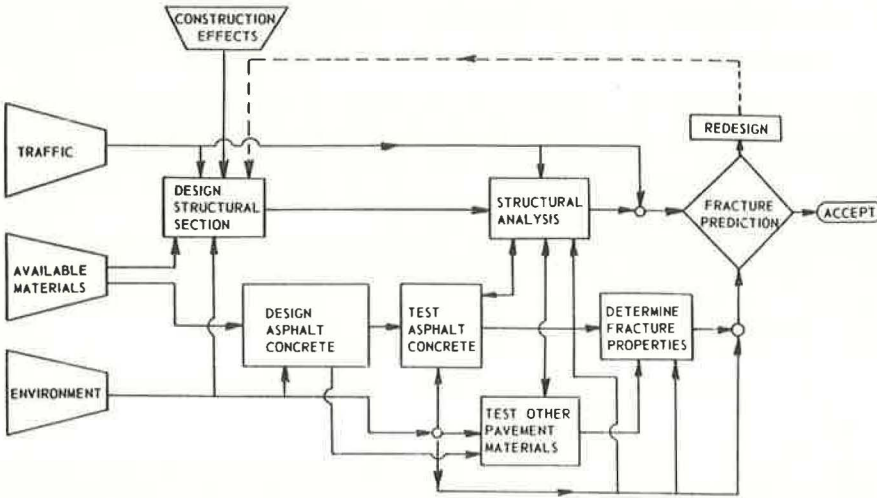 CONSTRUCTION
EFFECTS
TRAFFIC
REDESIGN
DESIGN
STRUCTURAL
SECTION
STRUCTURAL
ANALYSIS
FRACTURE
PREDICTION
ACCEPT
AVAILABLE
MATERIALS
DESIGN
ASPHALT
CONCRETE
TEST
ASPHALT
CONCRETE
DETERMINE
FRACTURE
PROPERTIES
ENVIRONMENT
TEST OTHER
PAVEMENT
MATERIALS